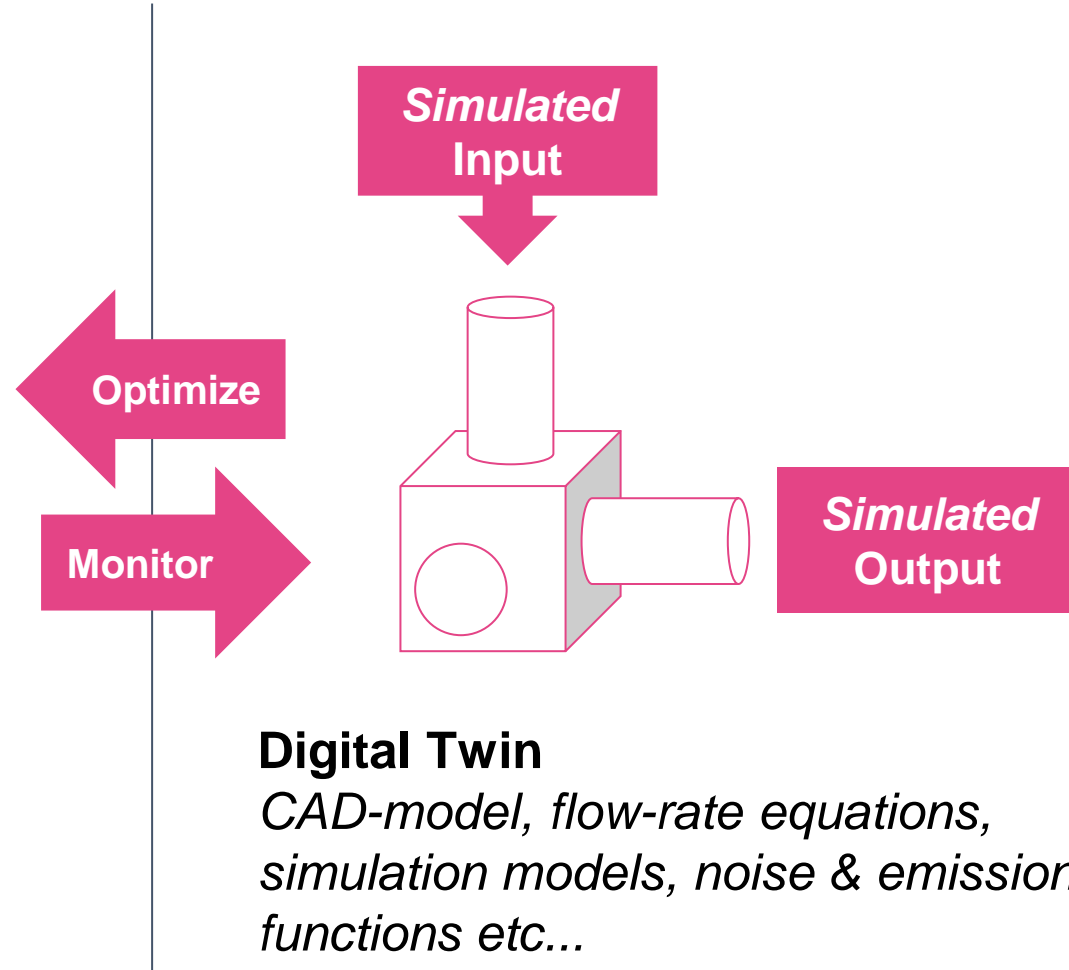 Simulated
Input
Optimize
Monitor
Simulated
Output
Digital Twin
CAD-model, flow-rate equations,
simulation models, noise & emission
functions etc...